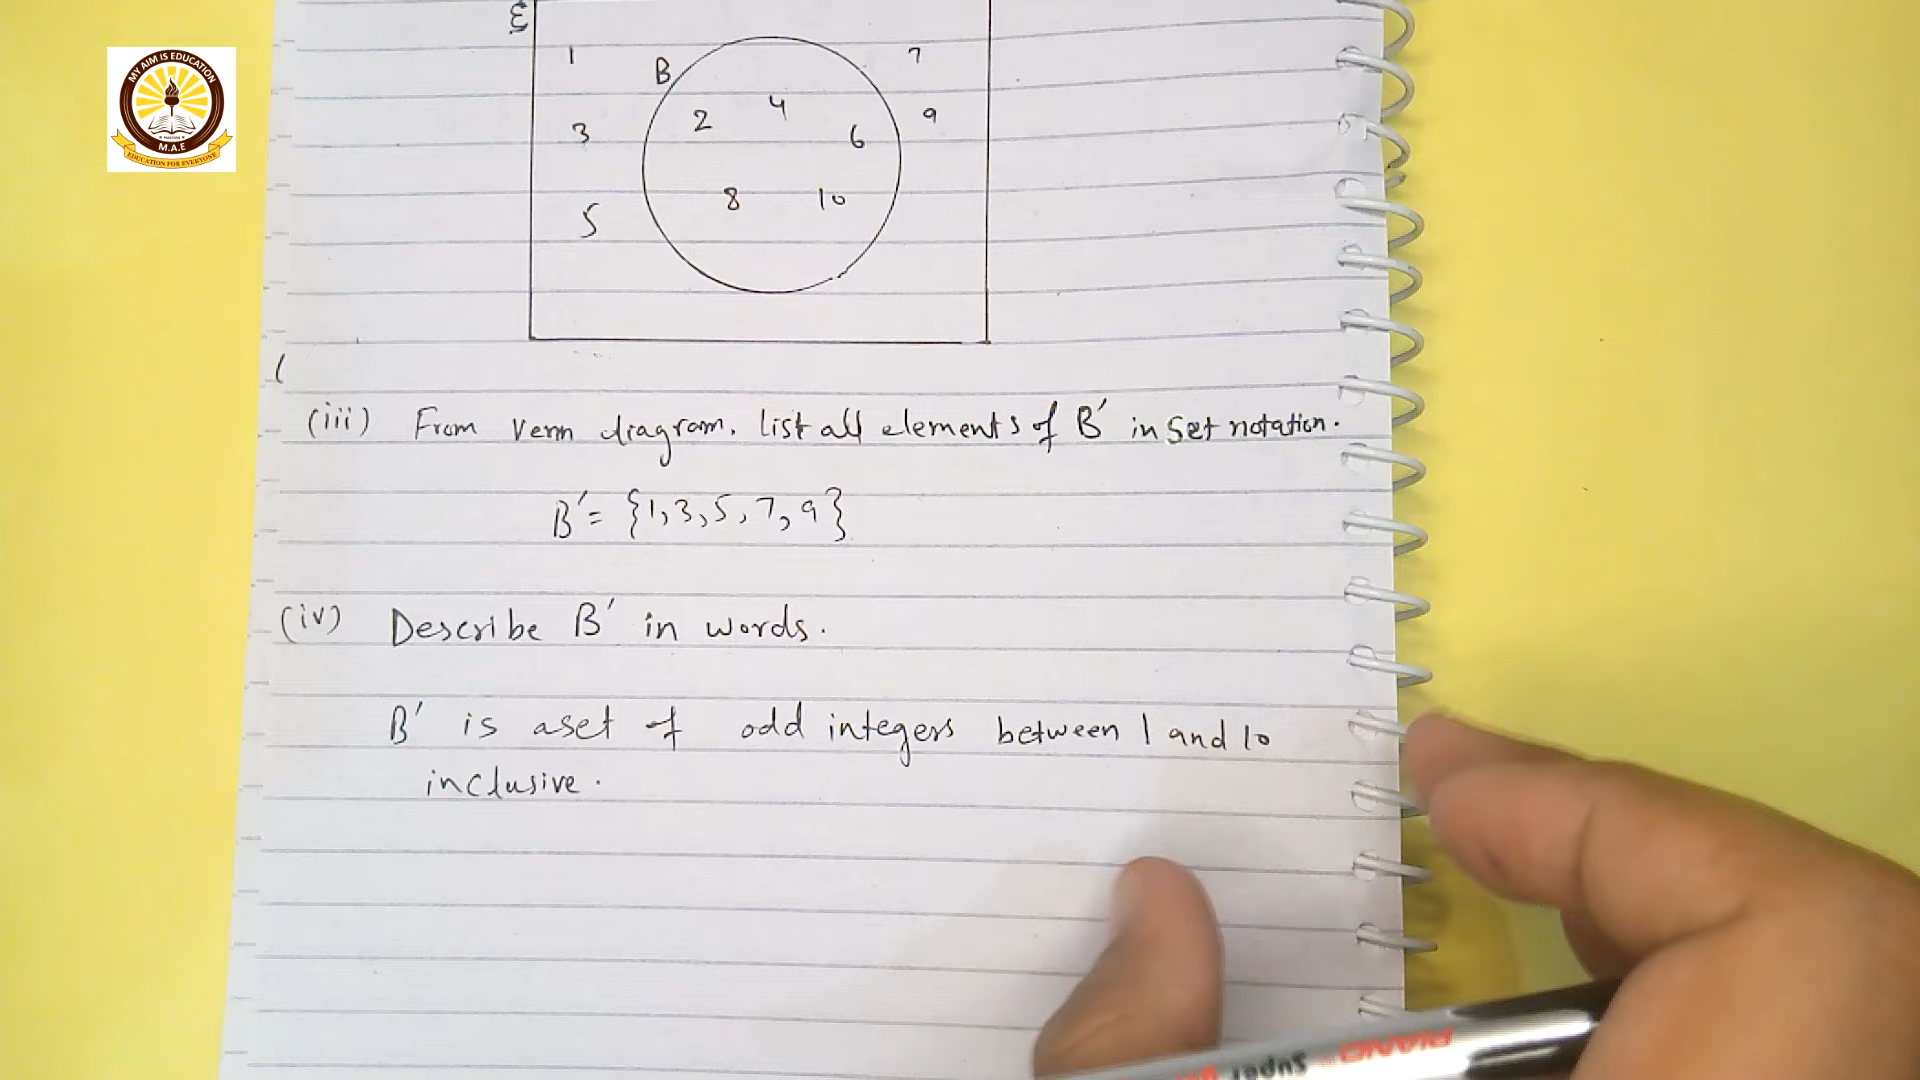 ξ
1
7
B
4
2
9
3
6
8
10
5
(
(iii) From Venn diagram, list all elements of B′ in set notation.
B′ = {1, 3, 5, 7, 9}
(iv) Describe B′ in words.
B′ is a set of odd integers between 1 and 10
inclusive.
MY AIM IS EDUCATION
M.A.E
EDUCATION FOR EVERYONE
PIANO Super